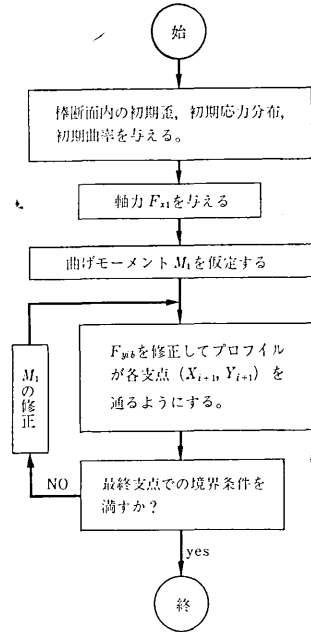 始
棒断面内の初期歪，初期応力分布，
初期曲率を与える。
軸力 Fx1を与える
曲げモーメント M1を仮定する
Fyibを修正してプロフィル
が各支点（Xi+1, Yi+1）を
通るようにする。
M1の修正
最終支点での境界条件を
満すか？
NO
yes
終